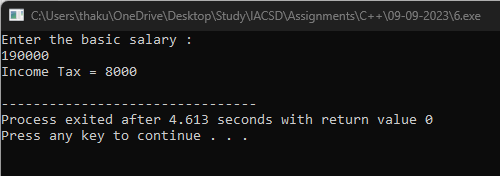 C:\Users\thaku\OneDrive\Desktop\Study\IACSD\Assignments\C++\09-09-2023\6.exe
Enter the basic salary :
190000
Income Tax = 8000
--------------------------------
Process exited after 4.613 seconds with return value 0
Press any key to continue . . .